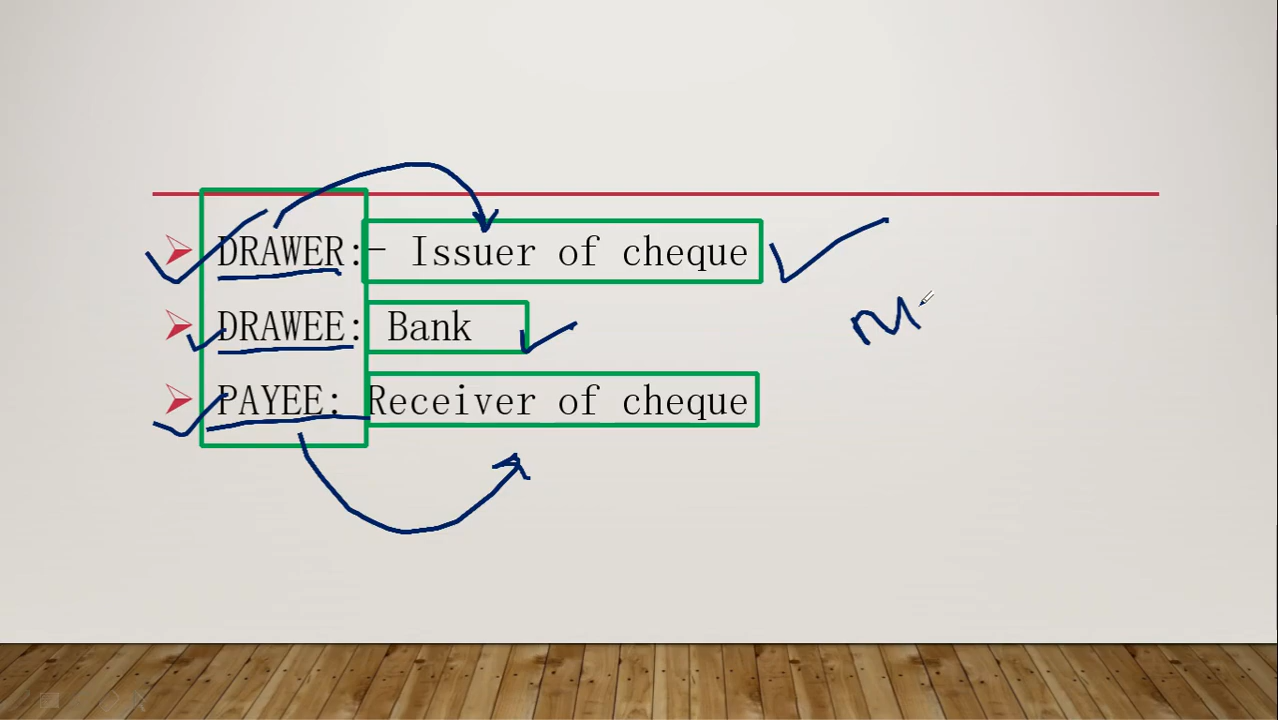 DRAWER:- Issuer of cheque
DRAWEE: Bank
PAYEE: Receiver of cheque